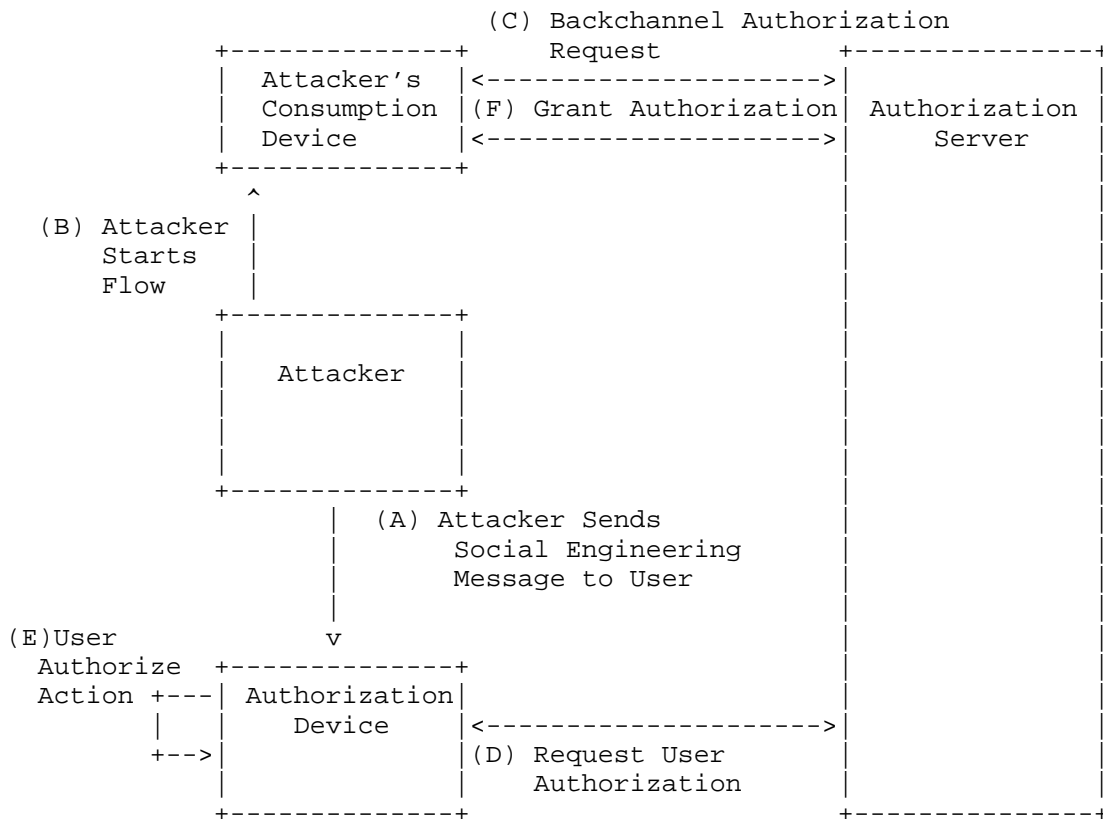 (C) Backchannel Authorization
+--------------+ Request +----------------+
| Attacker's |<--------------------->| |
| Consumption |(F) Grant Authorization| Authorization |
| Device |<--------------------->| Server |
+--------------+ | |
^ | |
(B) Attacker | | |
Starts | | |
Flow | | |
+--------------+ | |
| | | |
| Attacker | | |
| | | |
| | | |
| | | |
+--------------+ | |
| (A) Attacker Sends | |
| Social Engineering | |
| Message to User | |
| | |
(E)User v | |
Authorize +--------------+ | |
Action +---| Authorization| | |
| | Device |<--------------------->| |
+-->| |(D) Request User | |
| | Authorization | |
+--------------+ +----------------+